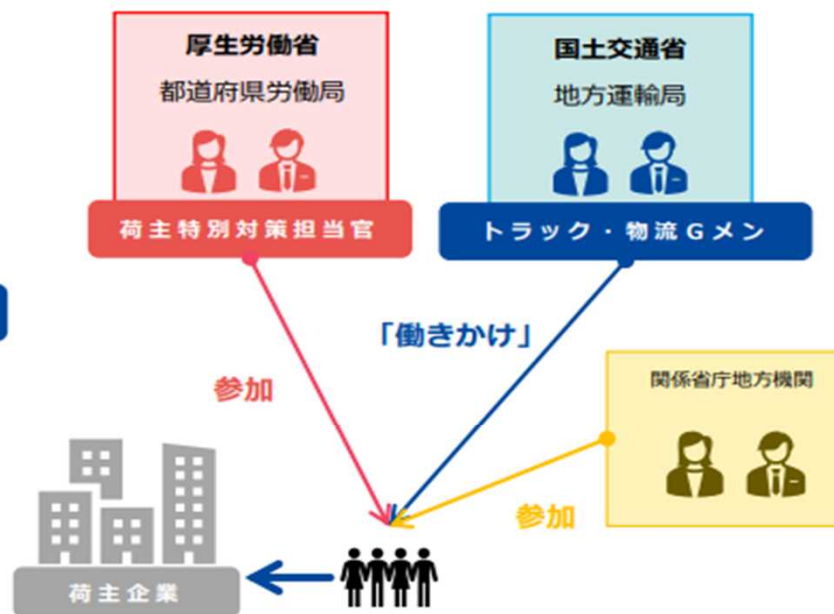 厚生労働省
都道府県労働局
荷主特別対策担当官
国土交通省
地方運輸局
トラック・物流Gメン
「働きかけ」
参加
関係省庁地方機関
参加
荷主企業